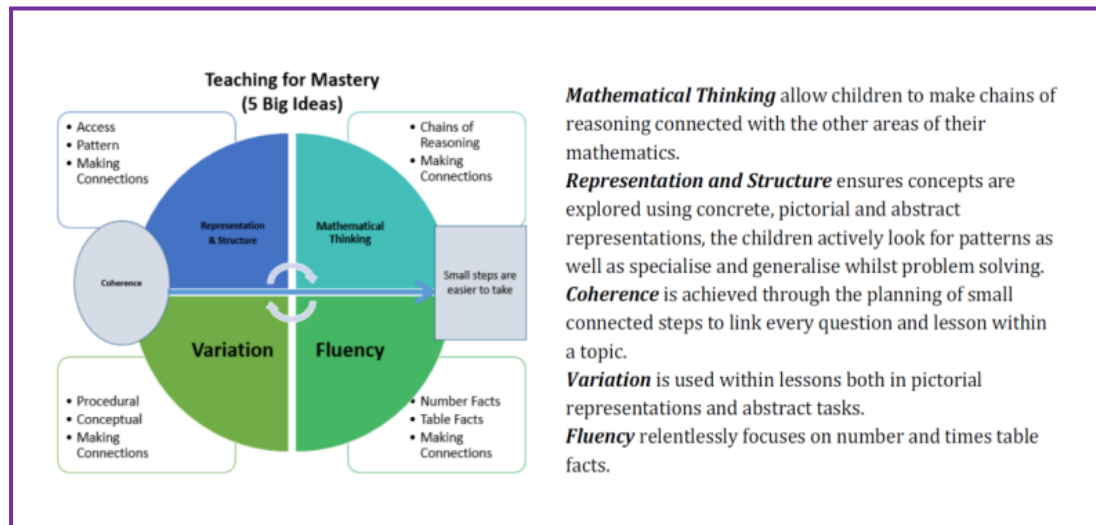 Teaching for Mastery
(5 Big Ideas)
• Access
• Pattern
• Making
Connections
• Chains of
Reasoning
• Making
Connections
Representation
& Structure
Mathematical
Thinking
Coherence
Small steps are
easier to take
Variation
Fluency
• Procedural
• Conceptual
• Making
Connections
• Number Facts
• Table Facts
• Making
Connections
Mathematical Thinking allow children to make chains of
reasoning connected with the other areas of their
mathematics.
Representation and Structure ensures concepts are
explored using concrete, pictorial and abstract
representations, the children actively look for patterns as
well as specialise and generalise whilst problem solving.
Coherence is achieved through the planning of small
connected steps to link every question and lesson within
a topic.
Variation is used within lessons both in pictorial
representations and abstract tasks.
Fluency relentlessly focuses on number and times table
facts.